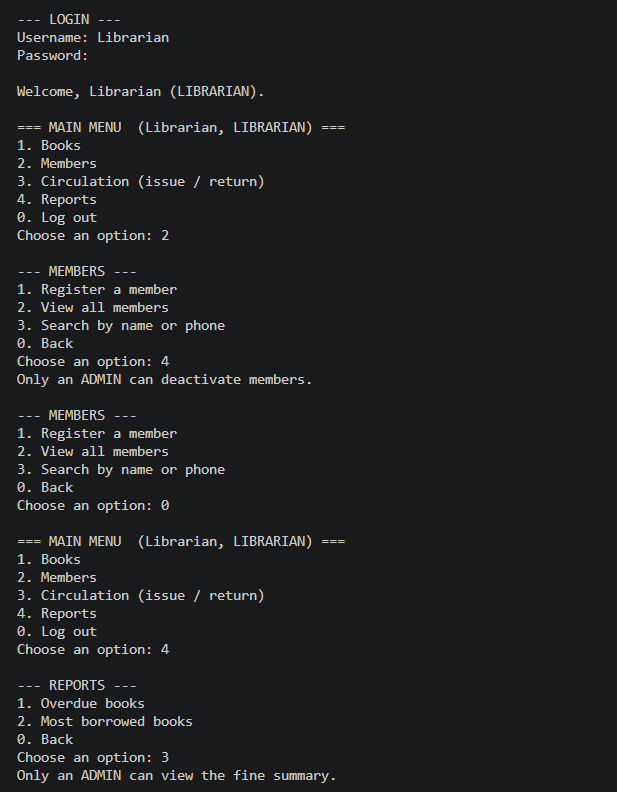 --- LOGIN ---
Username: Librarian
Password:
Welcome, Librarian (LIBRARIAN).
=== MAIN MENU  (Librarian, LIBRARIAN) ===
1. Books
2. Members
3. Circulation (issue / return)
4. Reports
0. Log out
Choose an option: 2
--- MEMBERS ---
1. Register a member
2. View all members
3. Search by name or phone
0. Back
Choose an option: 4
Only an ADMIN can deactivate members.
--- MEMBERS ---
1. Register a member
2. View all members
3. Search by name or phone
0. Back
Choose an option: 0
=== MAIN MENU  (Librarian, LIBRARIAN) ===
1. Books
2. Members
3. Circulation (issue / return)
4. Reports
0. Log out
Choose an option: 4
--- REPORTS ---
1. Overdue books
2. Most borrowed books
0. Back
Choose an option: 3
Only an ADMIN can view the fine summary.